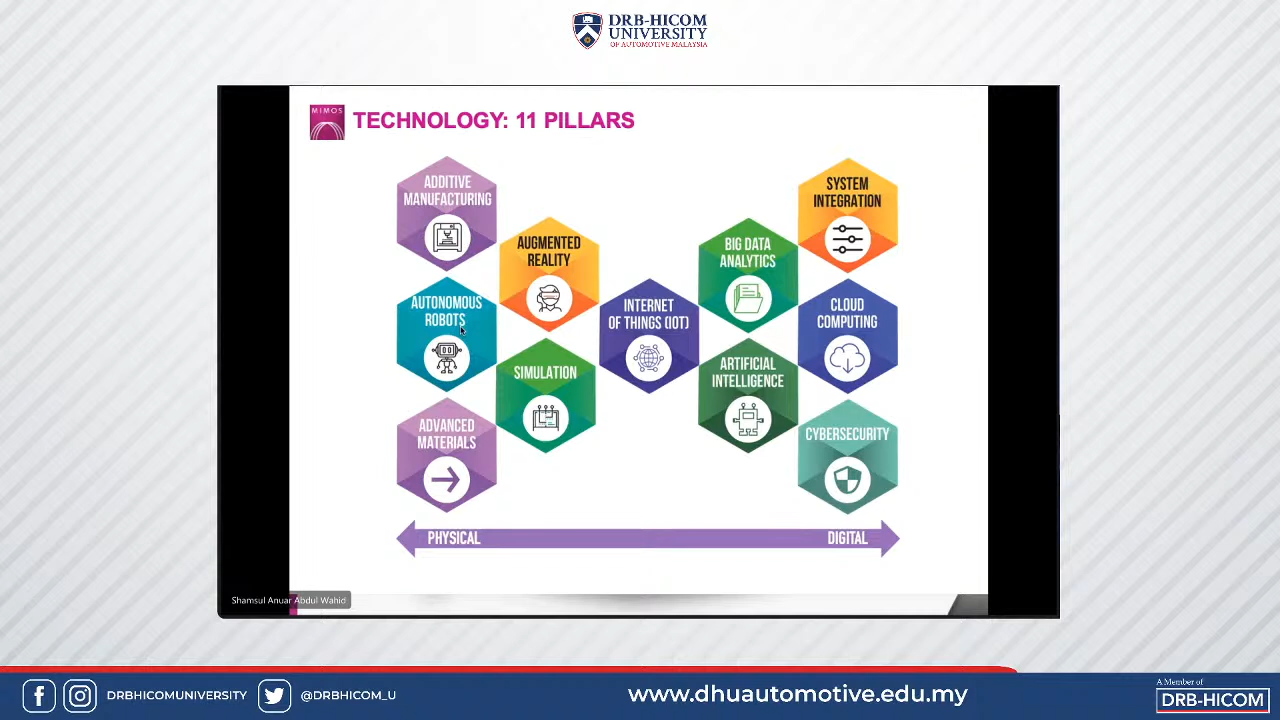 DRB-HICOM
UNIVERSITY
OF AUTOMOTIVE MALAYSIA
MIMOS
TECHNOLOGY: 11 PILLARS
ADDITIVE
MANUFACTURING
AUTONOMOUS
ROBOTS
ADVANCED
MATERIALS
AUGMENTED
REALITY
SIMULATION
INTERNET
OF THINGS (IOT)
BIG DATA
ANALYTICS
ARTIFICIAL
INTELLIGENCE
SYSTEM
INTEGRATION
CLOUD
COMPUTING
CYBERSECURITY
PHYSICAL
DIGITAL
Shamsul Anuar Abdul Wahid
DRBHICOMUNIVERSITY
@DRBHICOM_U
www.dhuautomotive.edu.my
A Member of
DRB-HICOM